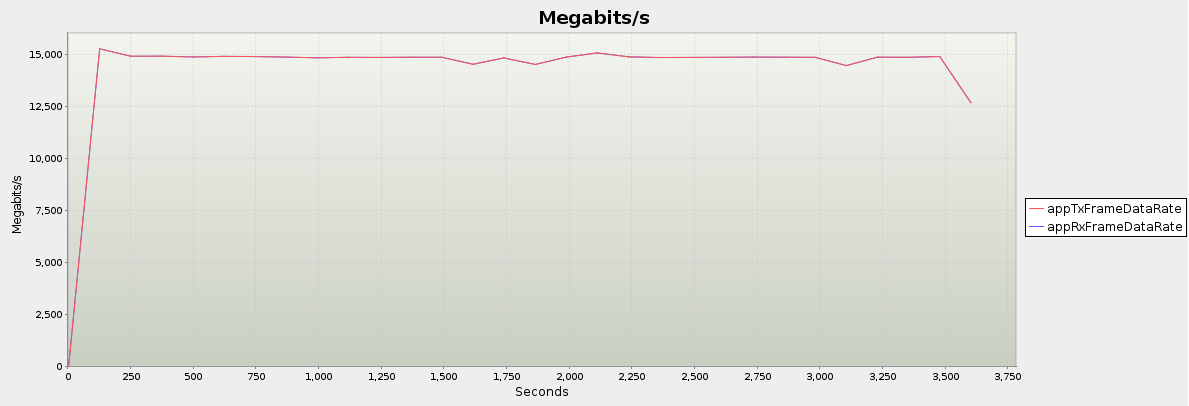 Megabits/s
15,000
12,500
10,000
7,500
5,000
2,500
0
Megabits/s
0 250 500 750 1,000 1,250 1,500 1,750 2,000 2,250 2,500 2,750 3,000 3,250 3,500 3,750
Seconds
appTxFrameDataRate
appRxFrameDataRate